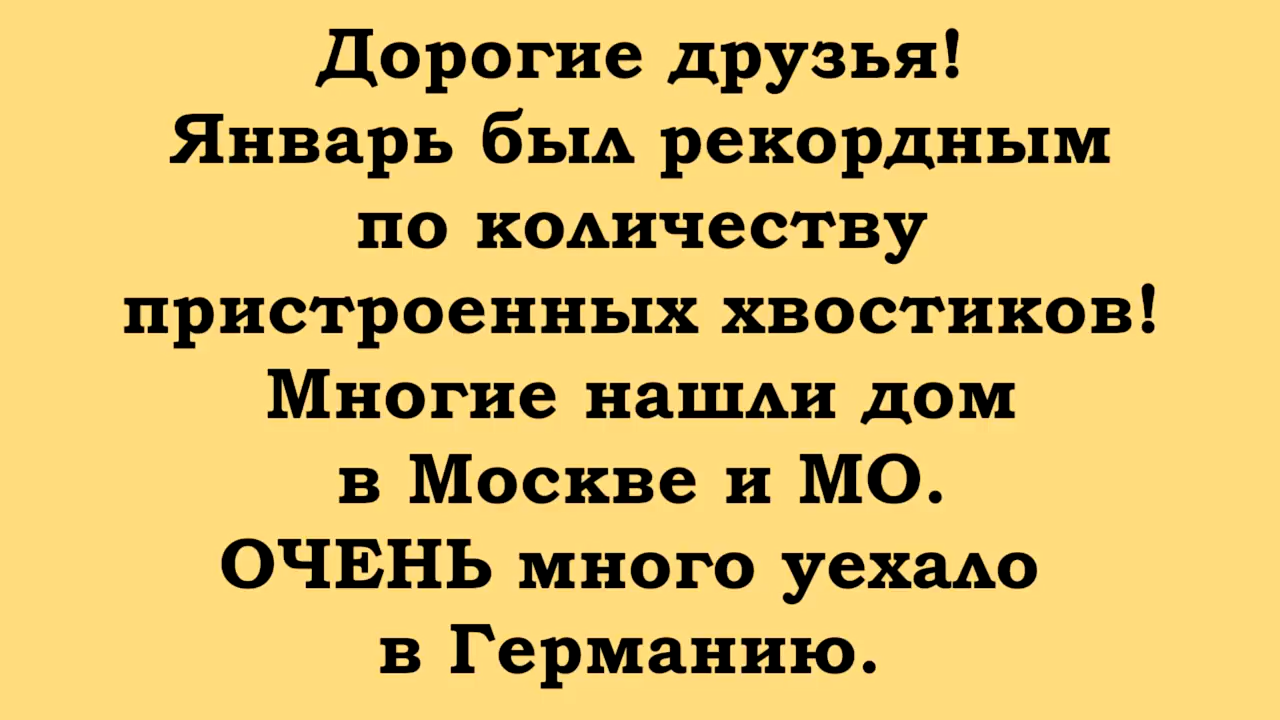 Дорогие друзья!
Январь был рекордным
по количеству
пристроенных хвостиков!
Многие нашли дом
в Москве и МО.
ОЧЕНЬ много уехало
в Германию.